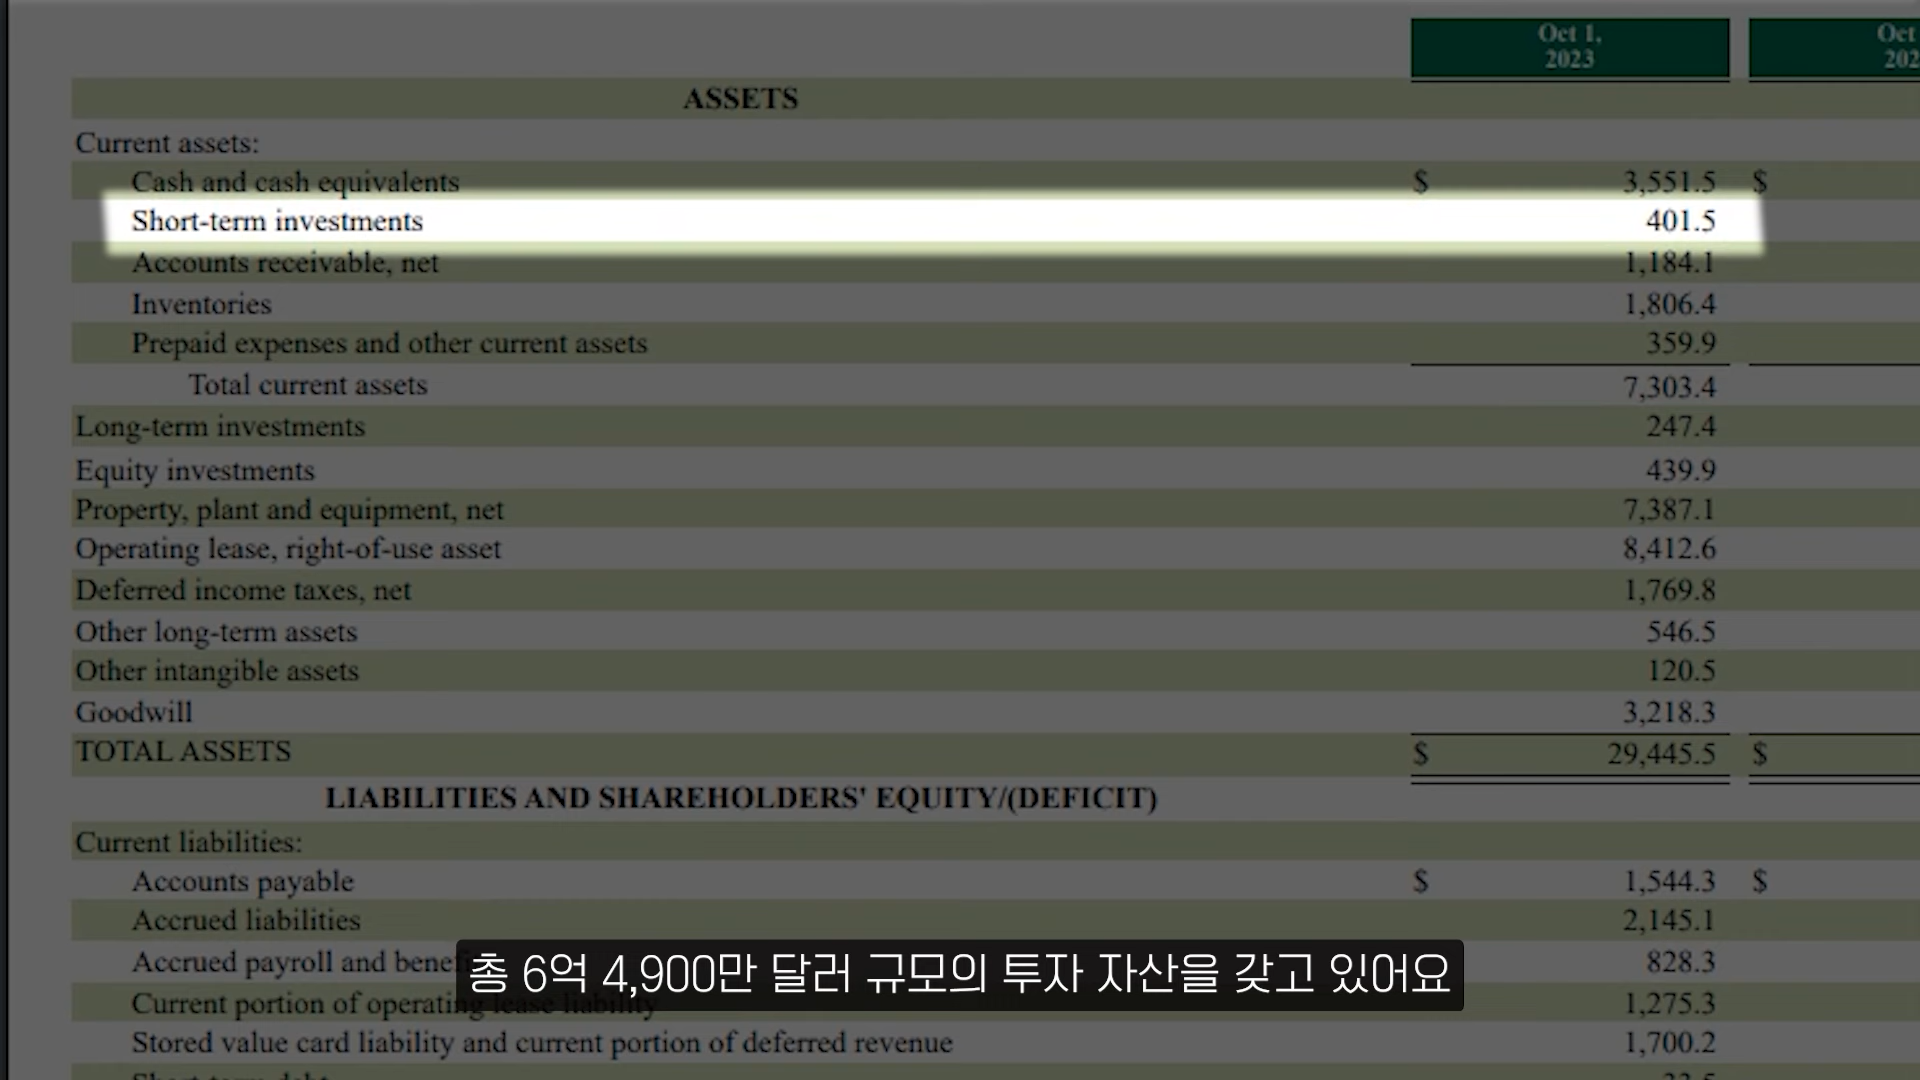 Oct 1,
2023
Oct
202
ASSETS
Current assets:
Cash and cash equivalents $ 3,551.5 $
Short-term investments 401.5
Accounts receivable, net 1,184.1
Inventories 1,806.4
Prepaid expenses and other current assets 359.9
Total current assets 7,303.4
Long-term investments 247.4
Equity investments 439.9
Property, plant and equipment, net 7,387.1
Operating lease, right-of-use asset 8,412.6
Deferred income taxes, net 1,769.8
Other long-term assets 546.5
Other intangible assets 120.5
Goodwill 3,218.3
TOTAL ASSETS $ 29,445.5 $
LIABILITIES AND SHAREHOLDERS' EQUITY/(DEFICIT)
Current liabilities:
Accounts payable $ 1,544.3 $
Accrued liabilities 2,145.1
Accrued payroll and benef 828.3
총 6억 4,900만 달러 규모의 투자 자산을 갖고 있어요
Current portion of operating lease liability 1,275.3
Stored value card liability and current portion of deferred revenue 1,700.2